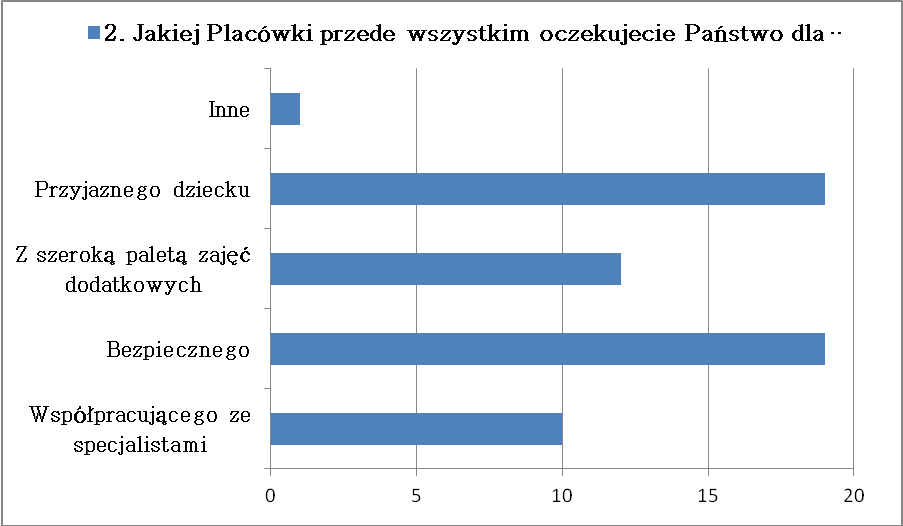 2. Jakiej Placówki przede wszystkim oczekujecie Państwo dla…
Inne
Przyjaznego dziecku
Z szeroką paletą zajęć
dodatkowych
Bezpiecznego
Współpracującego ze
specjalistami
0 5 10 15 20